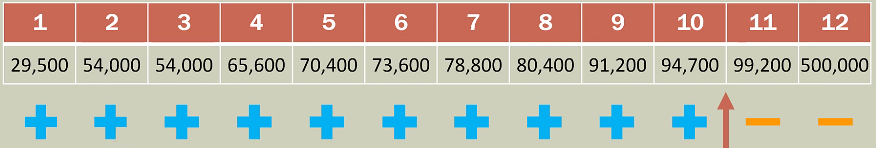 1 2 3 4 5 6 7 8 9 10 11 12
29,500 54,000 54,000 65,600 70,400 73,600 78,800 80,400 91,200 94,700 99,200 500,000
+ + + + + + + + + + − −